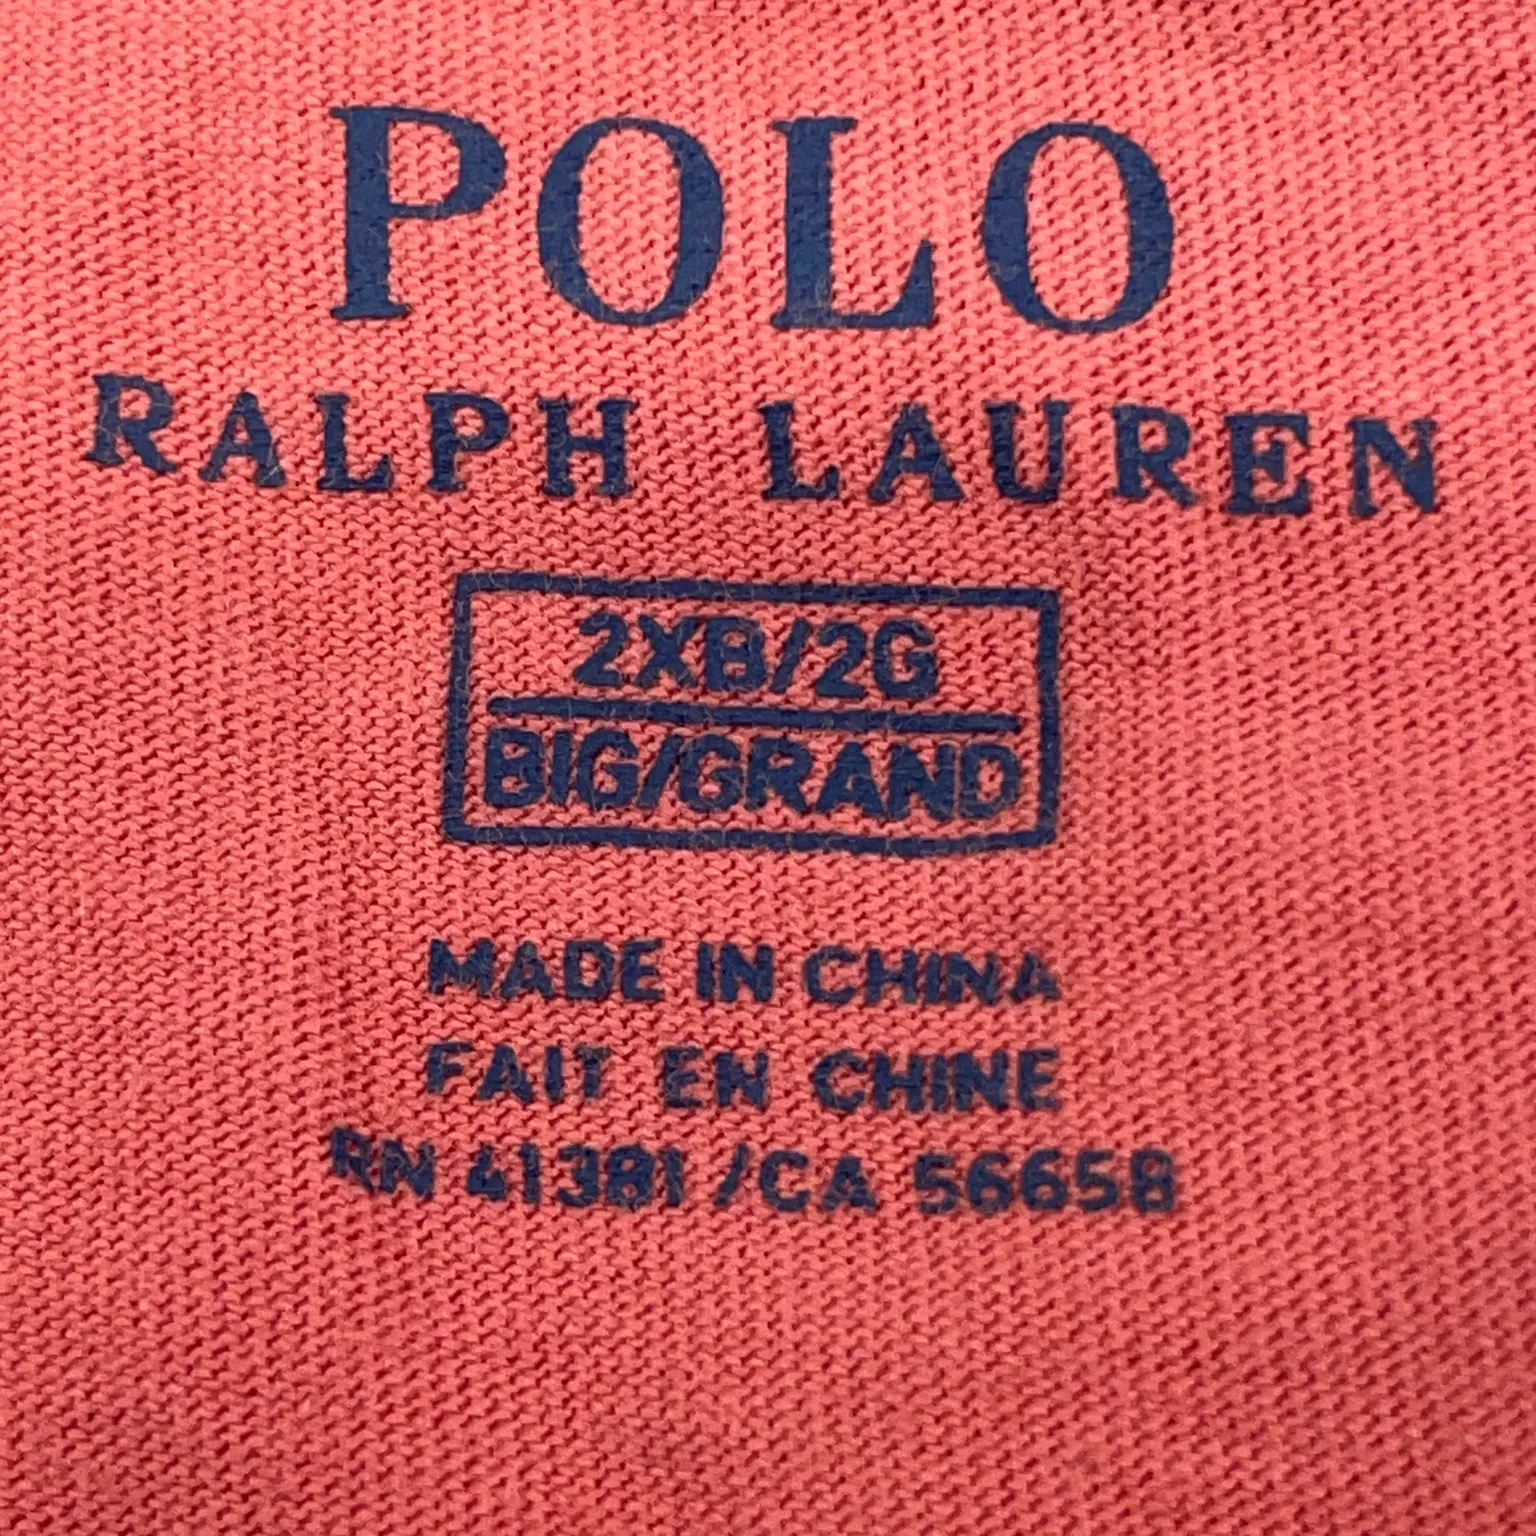 POLO
RALPH LAUREN
2XB/2G
BIG/GRAND
MADE IN CHINA
FAIT EN CHINE
RN 41381 /CA 56658